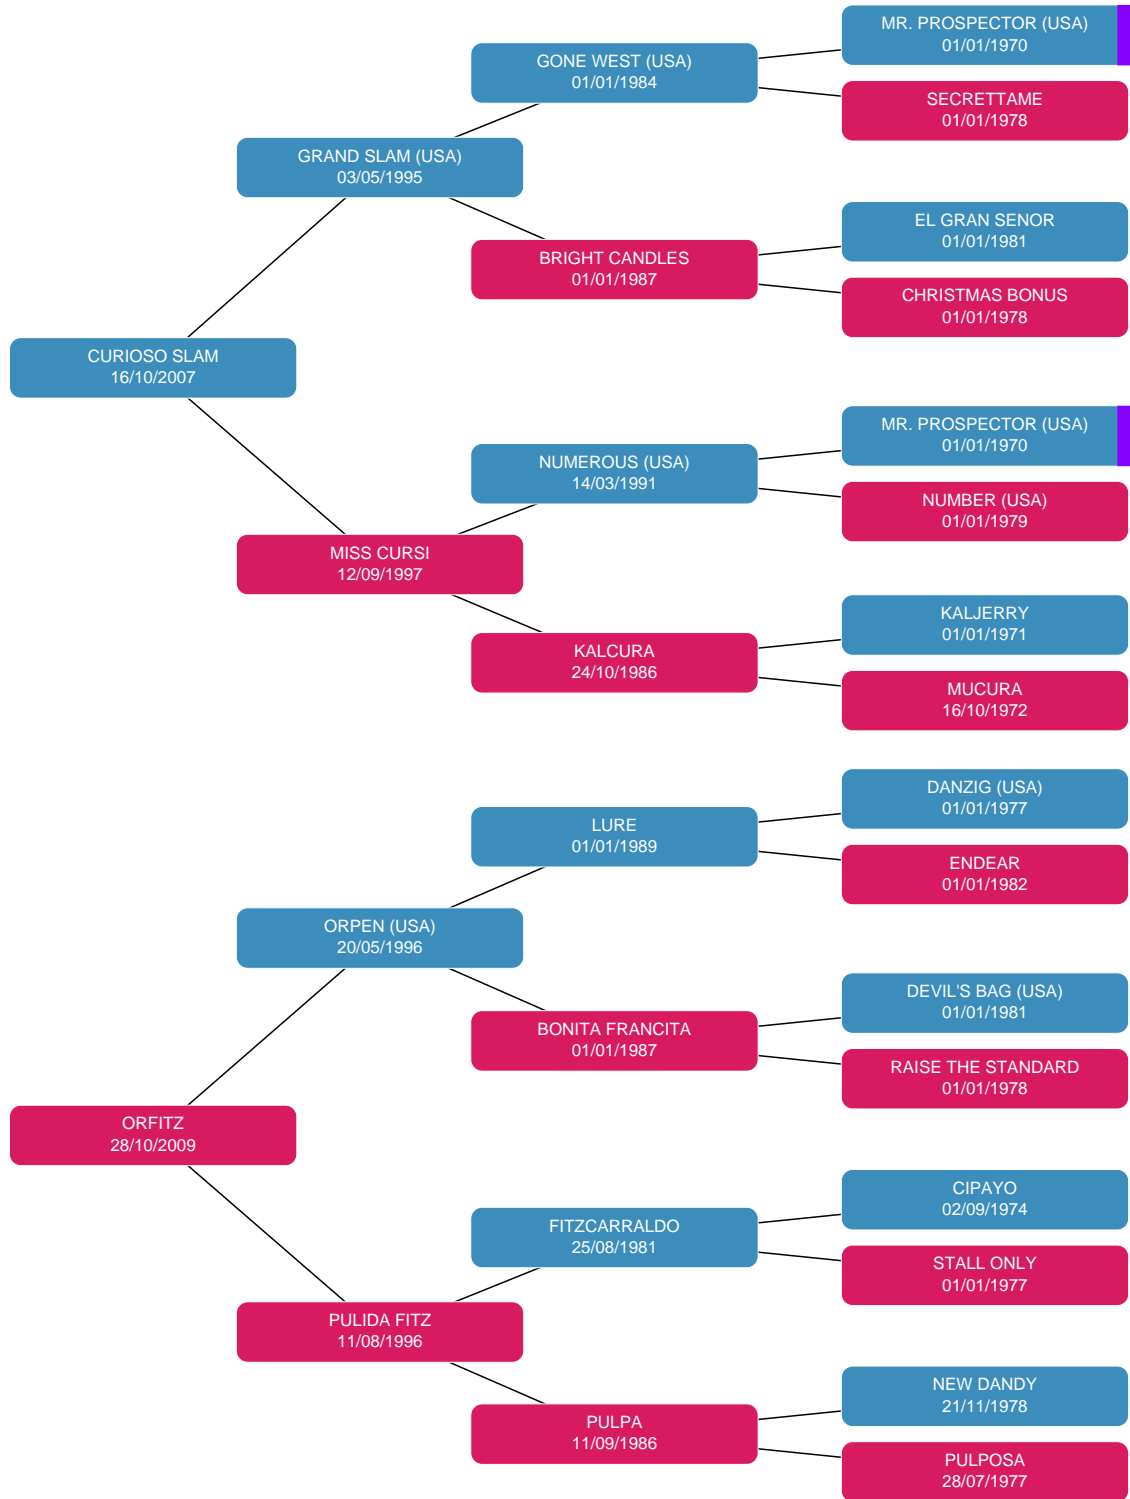 MR. PROSPECTOR (USA)
01/01/1970
GONE WEST (USA)
01/01/1984
SECRETTAME
01/01/1978
GRAND SLAM (USA)
03/05/1995
EL GRAN SENOR
01/01/1981
BRIGHT CANDLES
01/01/1987
CHRISTMAS BONUS
01/01/1978
CURIOSO SLAM
16/10/2007
MR. PROSPECTOR (USA)
01/01/1970
NUMEROUS (USA)
14/03/1991
NUMBER (USA)
01/01/1979
MISS CURSI
12/09/1997
KALJERRY
01/01/1971
KALCURA
24/10/1986
MUCURA
16/10/1972
DANZIG (USA)
01/01/1977
LURE
01/01/1989
ENDEAR
01/01/1982
ORPEN (USA)
20/05/1996
DEVIL'S BAG (USA)
01/01/1981
BONITA FRANCITA
01/01/1987
RAISE THE STANDARD
01/01/1978
ORFITZ
28/10/2009
CIPAYO
02/09/1974
FITZCARRALDO
25/08/1981
STALL ONLY
01/01/1977
PULIDA FITZ
11/08/1996
NEW DANDY
21/11/1978
PULPA
11/09/1986
PULPOSA
28/07/1977